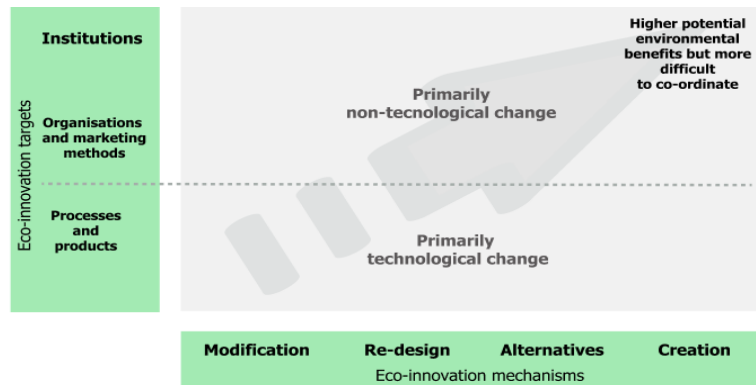 Eco-innovation targets
Institutions
Organisations
and marketing
methods
Processes
and
products
Higher potential
environmental
benefits but more
difficult
to co-ordinate
Primarily
non-tecnological change
Primarily
technological change
Modification Re-design Alternatives Creation
Eco-innovation mechanisms